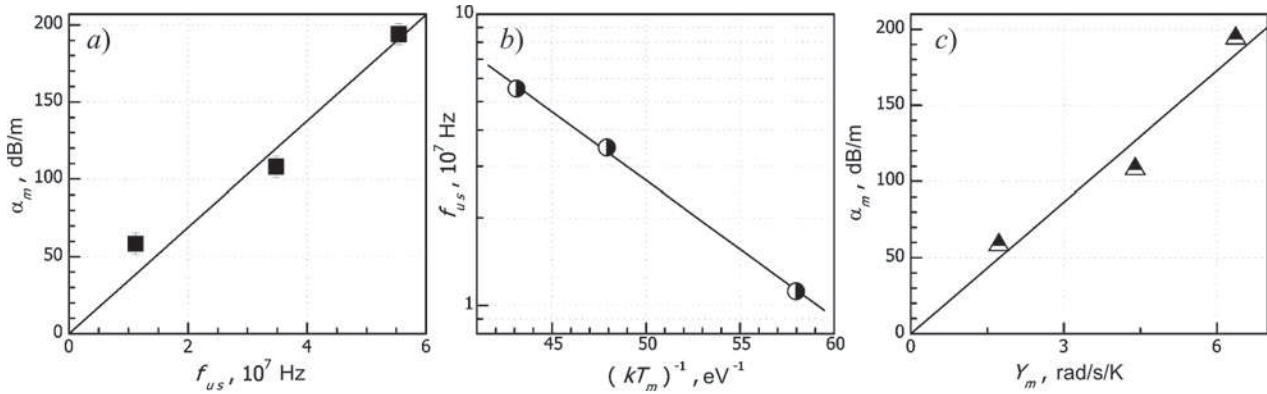 a)
200
150
100
50
0
α_m, dB/m
0 2 4 6
f_us, 10^7 Hz
b)
10
1
f_us, 10^7 Hz
45 50 55 60
(kT_m)^-1, eV^-1
c)
200
150
100
50
0
α_m, dB/m
0 3 6
Y_m, rad/s/K